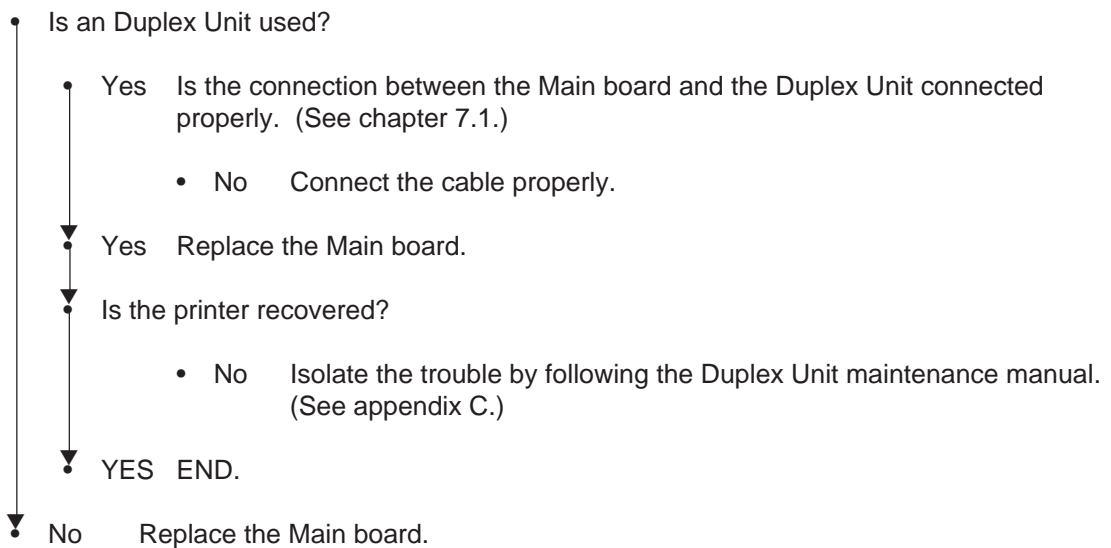 • Is an Duplex Unit used?
• Yes Is the connection between the Main board and the Duplex Unit connected
properly. (See chapter 7.1.)
• No Connect the cable properly.
• Yes Replace the Main board.
• Is the printer recovered?
• No Isolate the trouble by following the Duplex Unit maintenance manual.
(See appendix C.)
• YES END.
• No Replace the Main board.